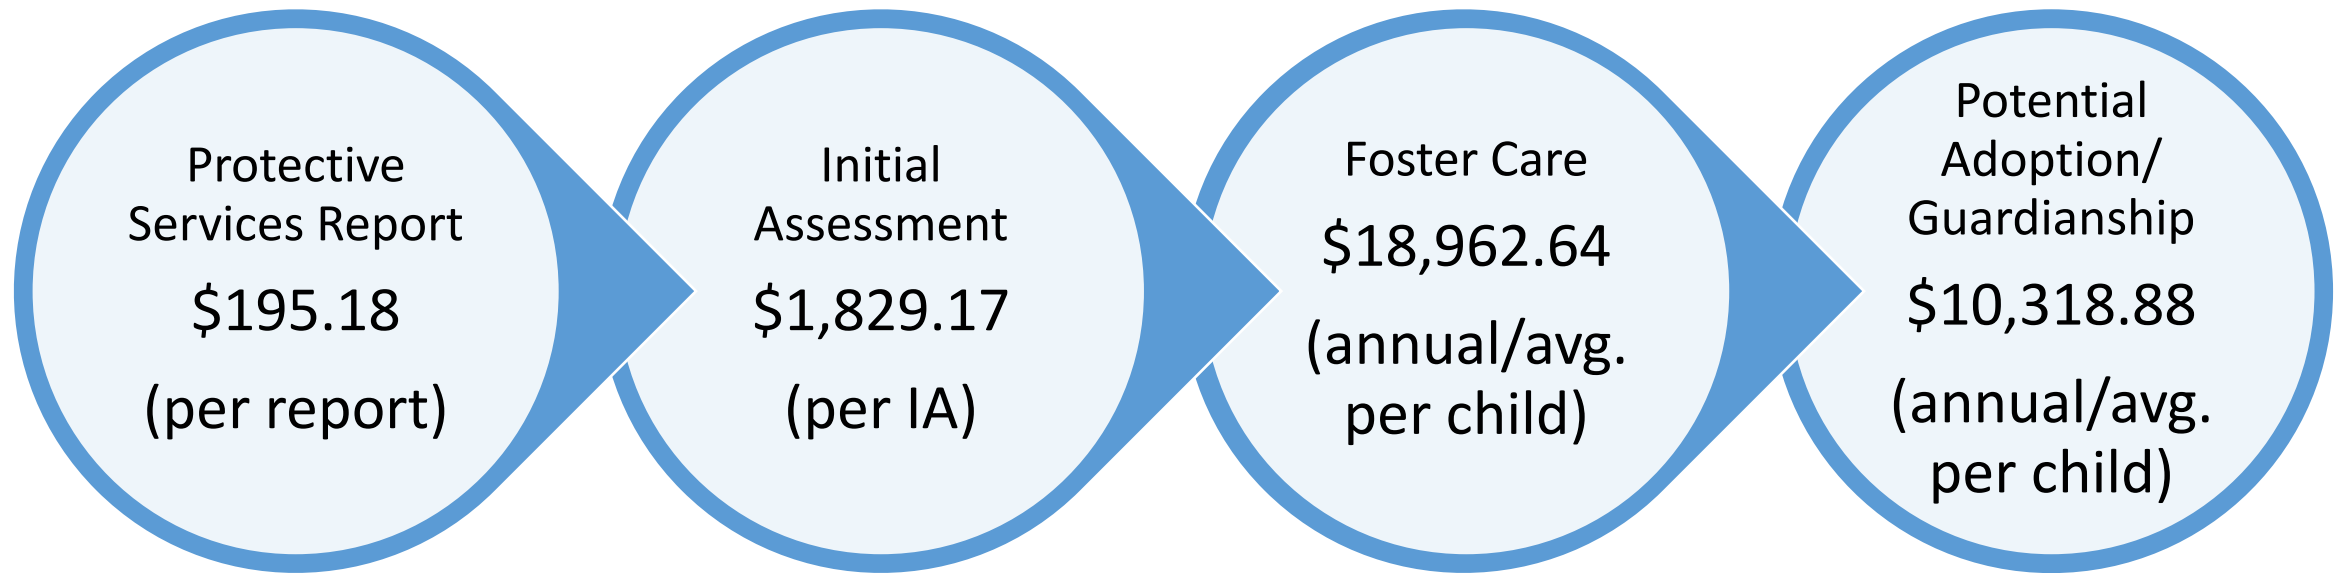 Protective
Services Report
$195.18
(per report)
Initial
Assessment
$1,829.17
(per IA)
Foster Care
$18,962.64
(annual/avg.
per child)
Potential
Adoption/
Guardianship
$10,318.88
(annual/avg.
per child)